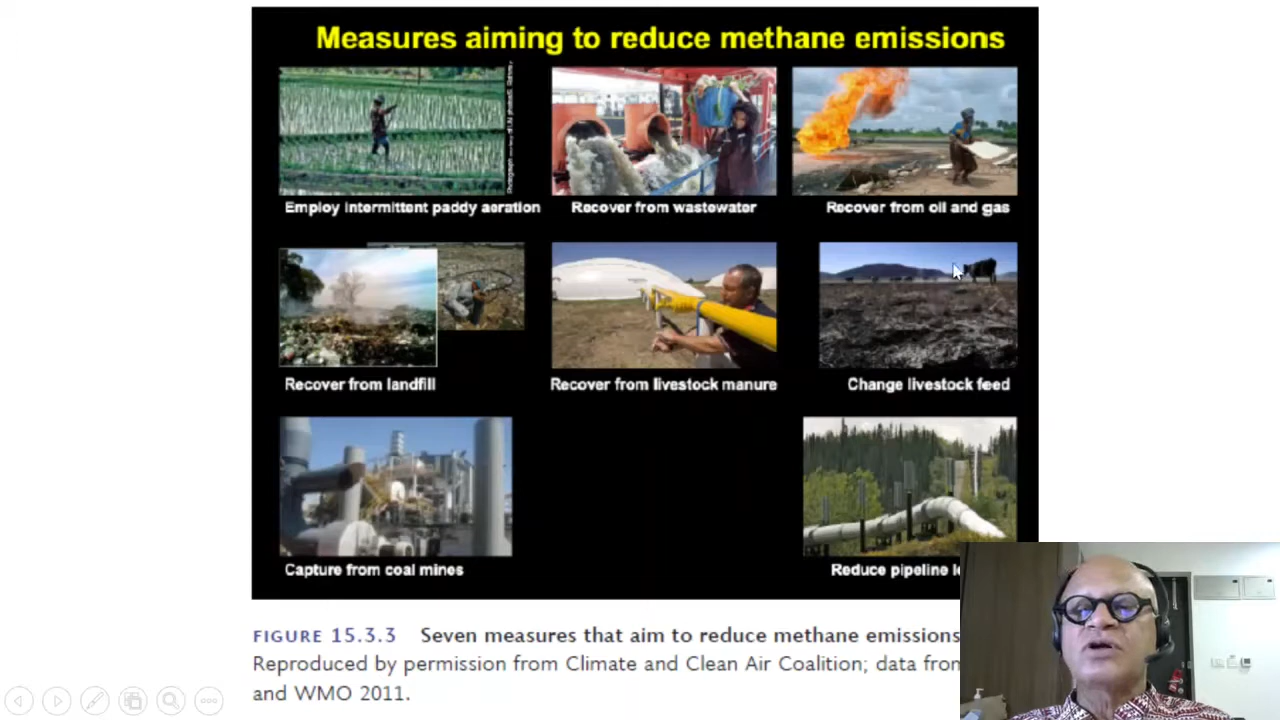 Measures aiming to reduce methane emissions
Employ intermittent paddy aeration
Recover from wastewater
Recover from oil and gas
Recover from landfill
Recover from livestock manure
Change livestock feed
Capture from coal mines
Reduce pipeline
FIGURE 15.3.3 Seven measures that aim to reduce methane emissions
Reproduced by permission from Climate and Clean Air Coalition; data from
and WMO 2011.